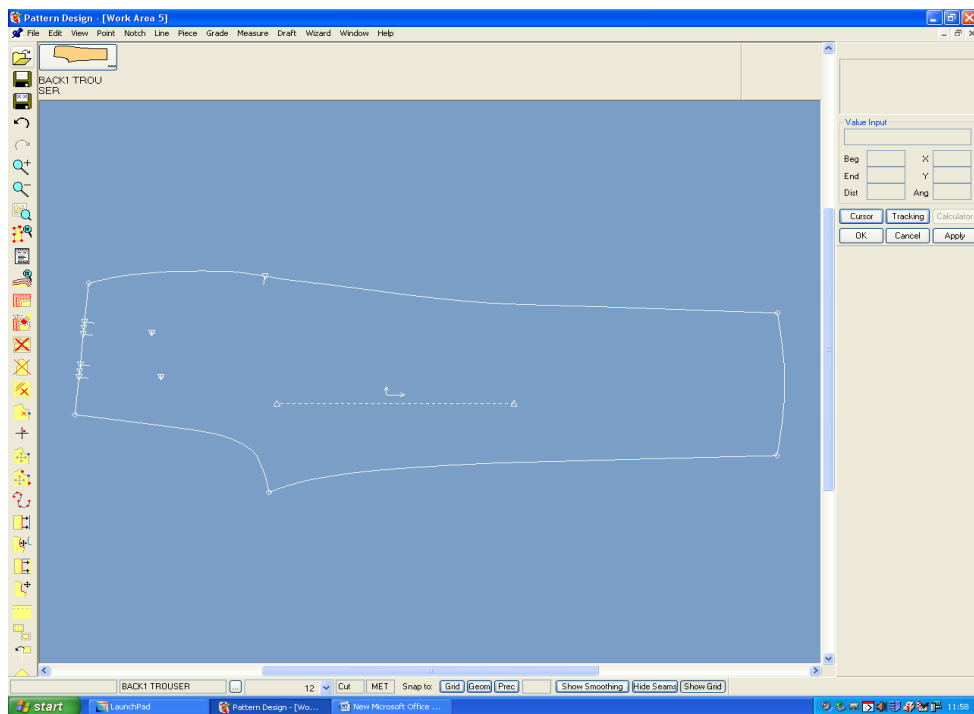 Pattern Design - [Work Area 5]
File Edit View Point Notch Line Piece Grade Measure Draft Wizard Window Help
BACK1 TROU
SER
Value Input
Beg X
End Y
Dist Ang
Cursor Tracking Calculator
OK Cancel Apply
BACK1 TROUSER ... 12 Cut MET Snap to: Grid Geom Prec Show Smoothing Hide Seams Show Grid
start LaunchPad Pattern Design - [Wo... New Microsoft Office ... 11:58